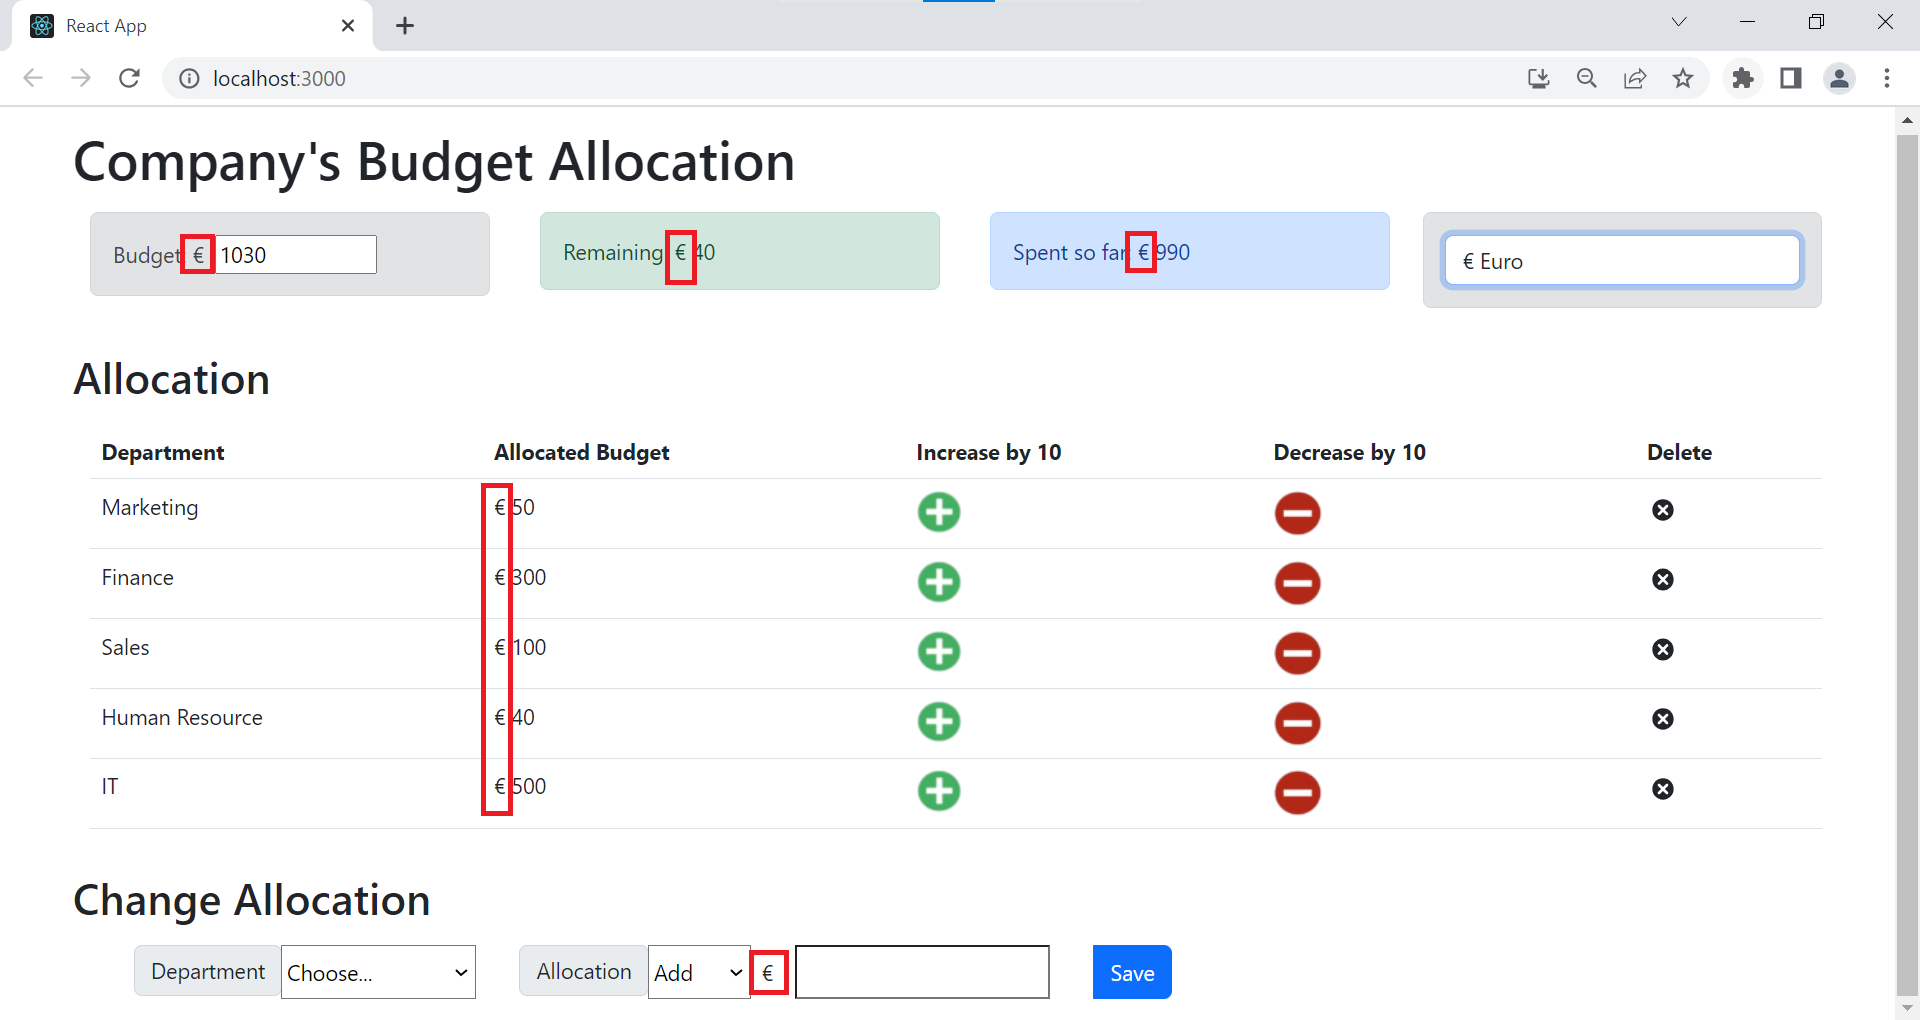 React App
localhost:3000
Company's Budget Allocation
Budget € 1030
Remaining € 40
Spent so far € 990
€ Euro
Allocation
Department Allocated Budget Increase by 10 Decrease by 10 Delete
Marketing € 50
Finance € 300
Sales € 100
Human Resource € 40
IT € 500
Change Allocation
Department Choose... Allocation Add € Save